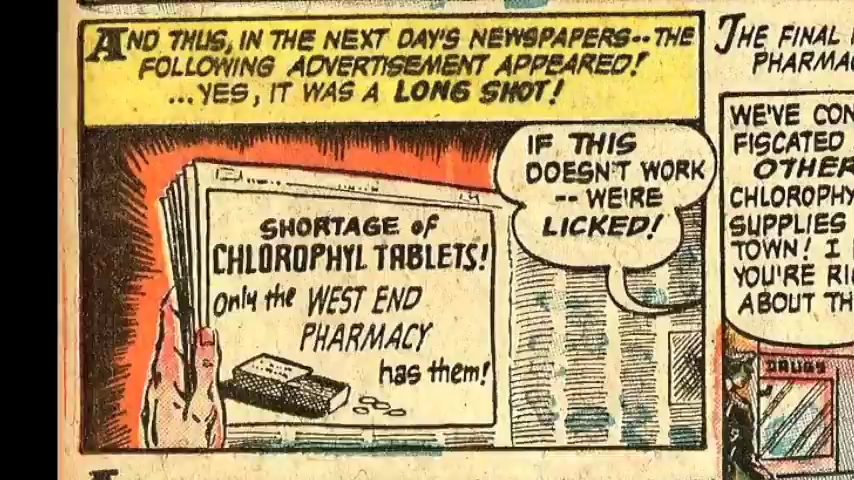 AND THUS, IN THE NEXT DAY'S NEWSPAPERS--THE
FOLLOWING ADVERTISEMENT APPEARED!
...YES, IT WAS A LONG SHOT!
IF THIS
DOESN'T WORK
-- WE'RE
LICKED!
SHORTAGE of
CHLOROPHYL TABLETS!
Only the WEST END
PHARMACY
has them!
THE FINAL
PHARMAC
WE'VE CON
FISCATED
OTHER
CHLOROPHY
SUPPLIES
TOWN! I
YOU'RE RI
ABOUT TH
DRUGS